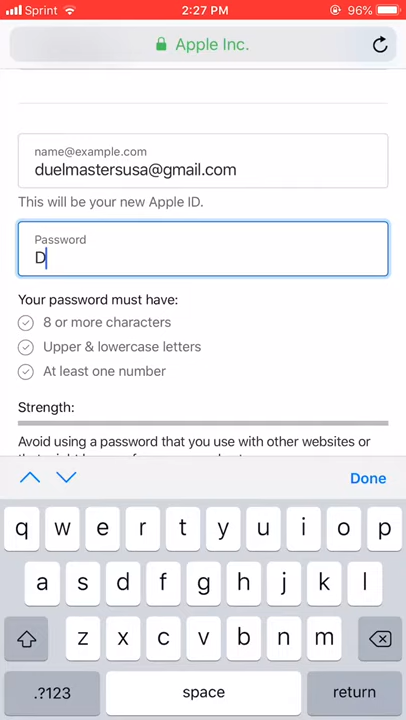 Sprint 2:27 PM 96%
Apple Inc.
name@example.com
duelmastersusa@gmail.com
This will be your new Apple ID.
Password
D
Your password must have:
8 or more characters
Upper & lowercase letters
At least one number
Strength:
Avoid using a password that you use with other websites or
Done
q w e r t y u i o p
a s d f g h j k l
z x c v b n m
.?123 space return